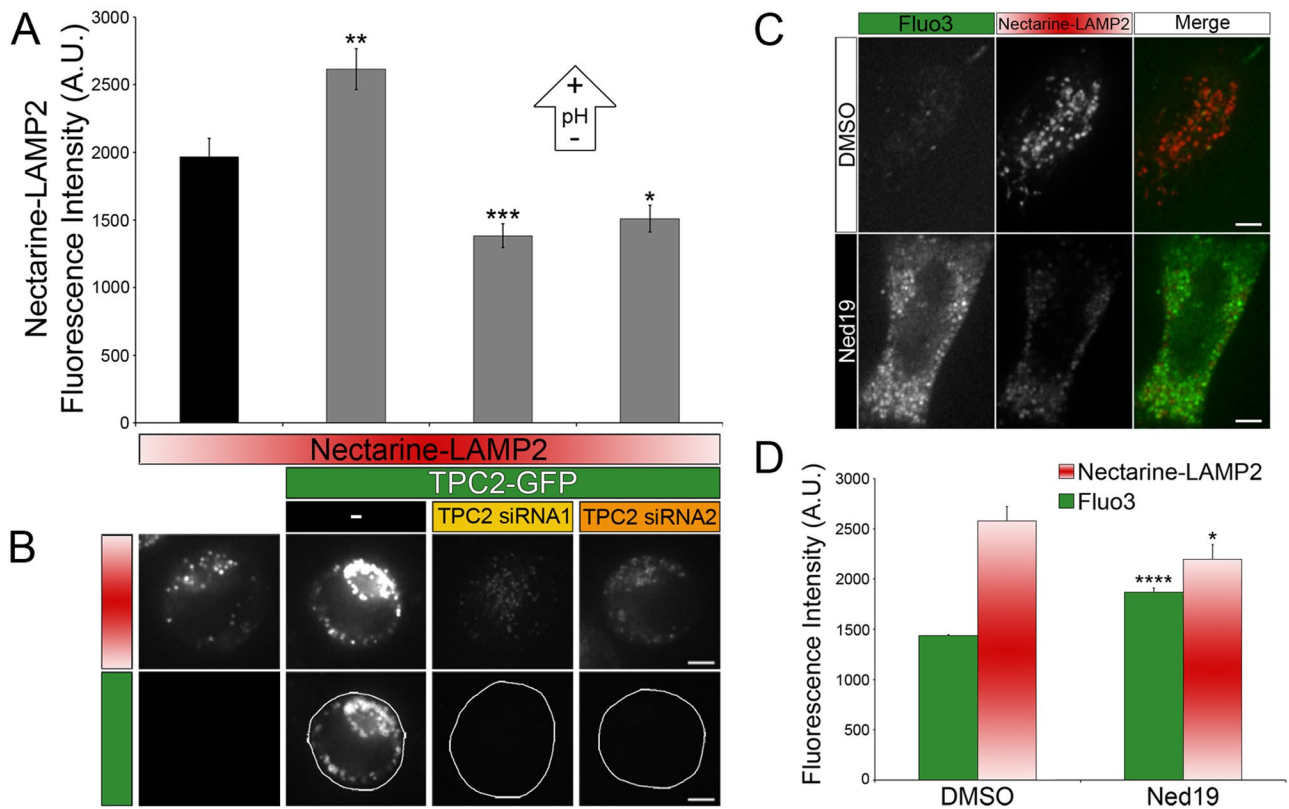 A
Nectarine-LAMP2
Fluorescence Intensity (A.U.)
3000
2500
2000
1500
1000
500
0
**
***
*
+
pH
-
Nectarine-LAMP2
TPC2-GFP
-
TPC2 siRNA1
TPC2 siRNA2
B
C
Fluo3
Nectarine-LAMP2
Merge
DMSO
Ned19
D
Fluorescence Intensity (A.U.)
3000
2500
2000
1500
1000
500
0
Nectarine-LAMP2
Fluo3
****
*
DMSO
Ned19